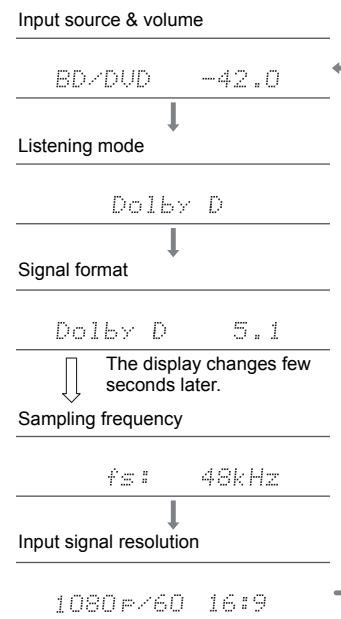 Input source & volume
BD/DVD -42.0
Listening mode
Dolby D
Signal format
Dolby D 5.1
The display changes few
seconds later.
Sampling frequency
fs: 48kHz
Input signal resolution
1080p/60 16:9